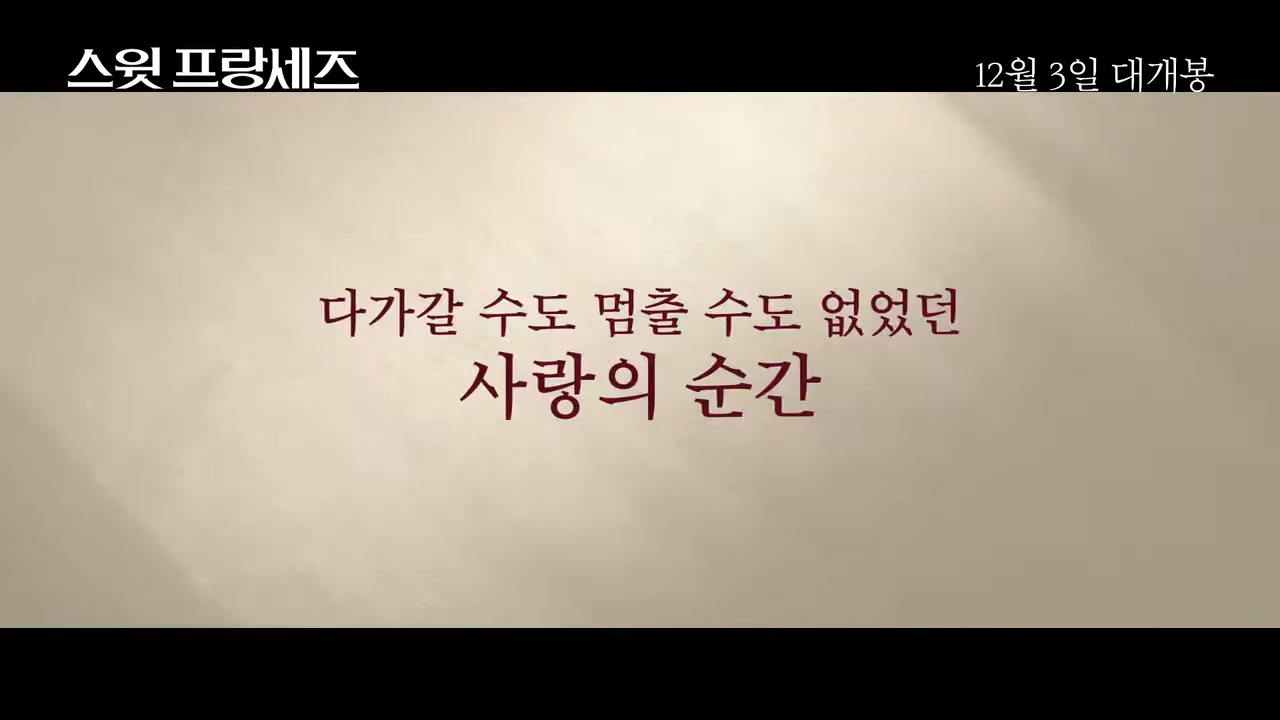 스윗 프랑세즈
12월 3일 대개봉
다가갈 수도 멈출 수도 없었던
사랑의 순간